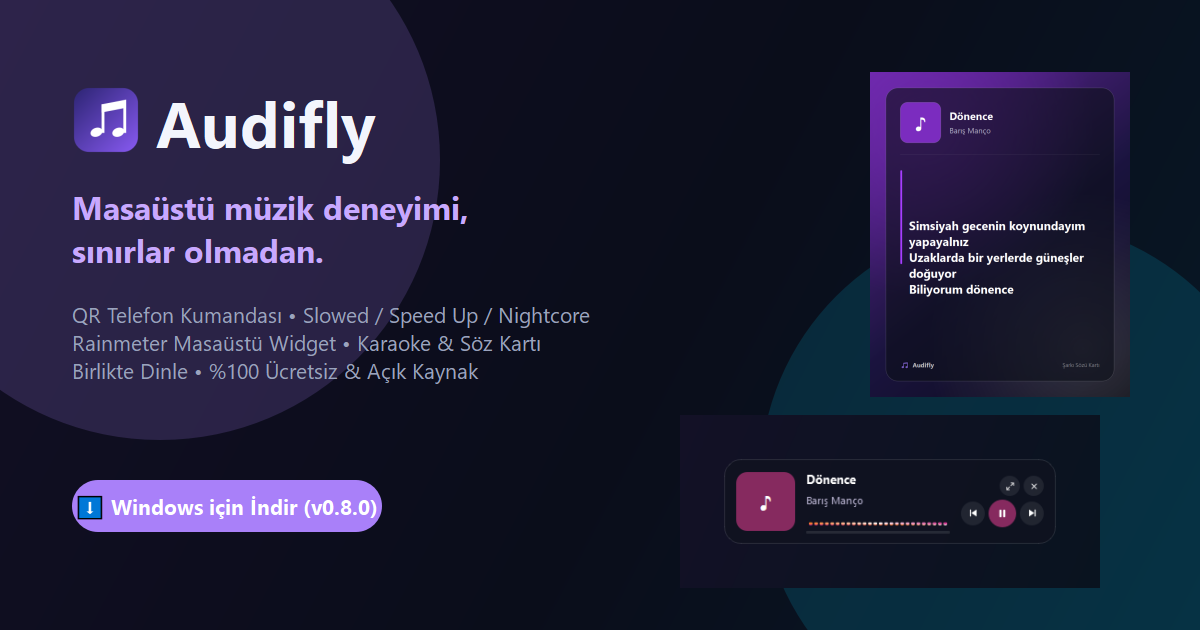 Audifly
Masaüstü müzik deneyimi,
sınırlar olmadan.
QR Telefon Kumandası • Slowed / Speed Up / Nightcore
Rainmeter Masaüstü Widget • Karaoke & Söz Kartı
Birlikte Dinle • %100 Ücretsiz & Açık Kaynak
⬇️ Windows için İndir (v0.8.0)
Dönence
Barış Manço
Simsiyah gecenin koynundayım
yapayalnız
Uzaklarda bir yerlerde güneşler
doğuyor
Biliyorum dönence
Audifly
Şarkı Sözü Kartı
Dönence
Barış Manço